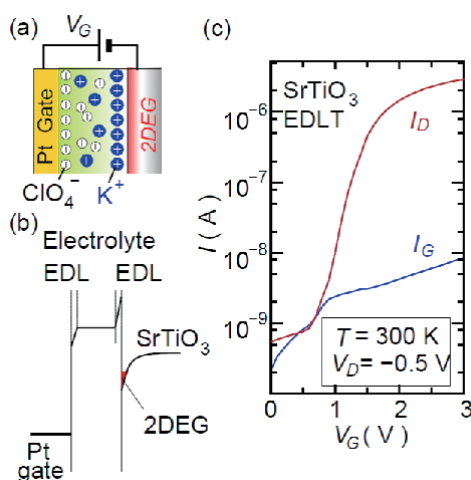 (a)
V_G
Pt Gate
2DEG
ClO₄⁻
K⁺
(b)
Electrolyte
EDL EDL
SrTiO₃
2DEG
Pt
gate
(c)
SrTiO₃
EDLT
I_D
I_G
I (A)
10⁻⁶
10⁻⁷
10⁻⁸
10⁻⁹
T = 300 K
V_D = −0.5 V
0 1 2 3
V_G (V)